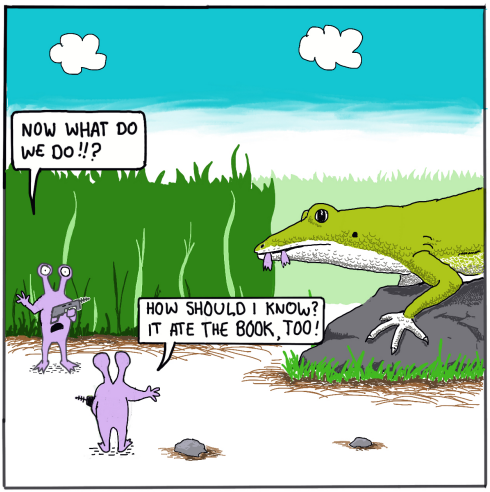 NOW WHAT DO
WE DO!!?
HOW SHOULD I KNOW?
IT ATE THE BOOK, TOO!